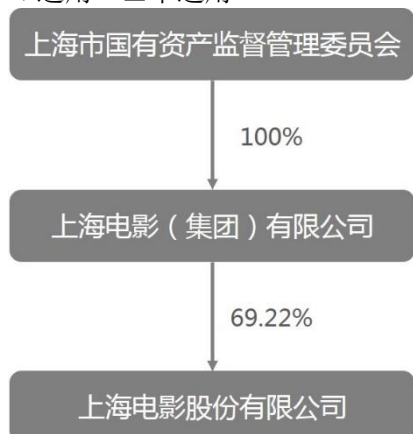 上海市国有资产监督管理委员会
100%
上海电影（集团）有限公司
69.22%
上海电影股份有限公司